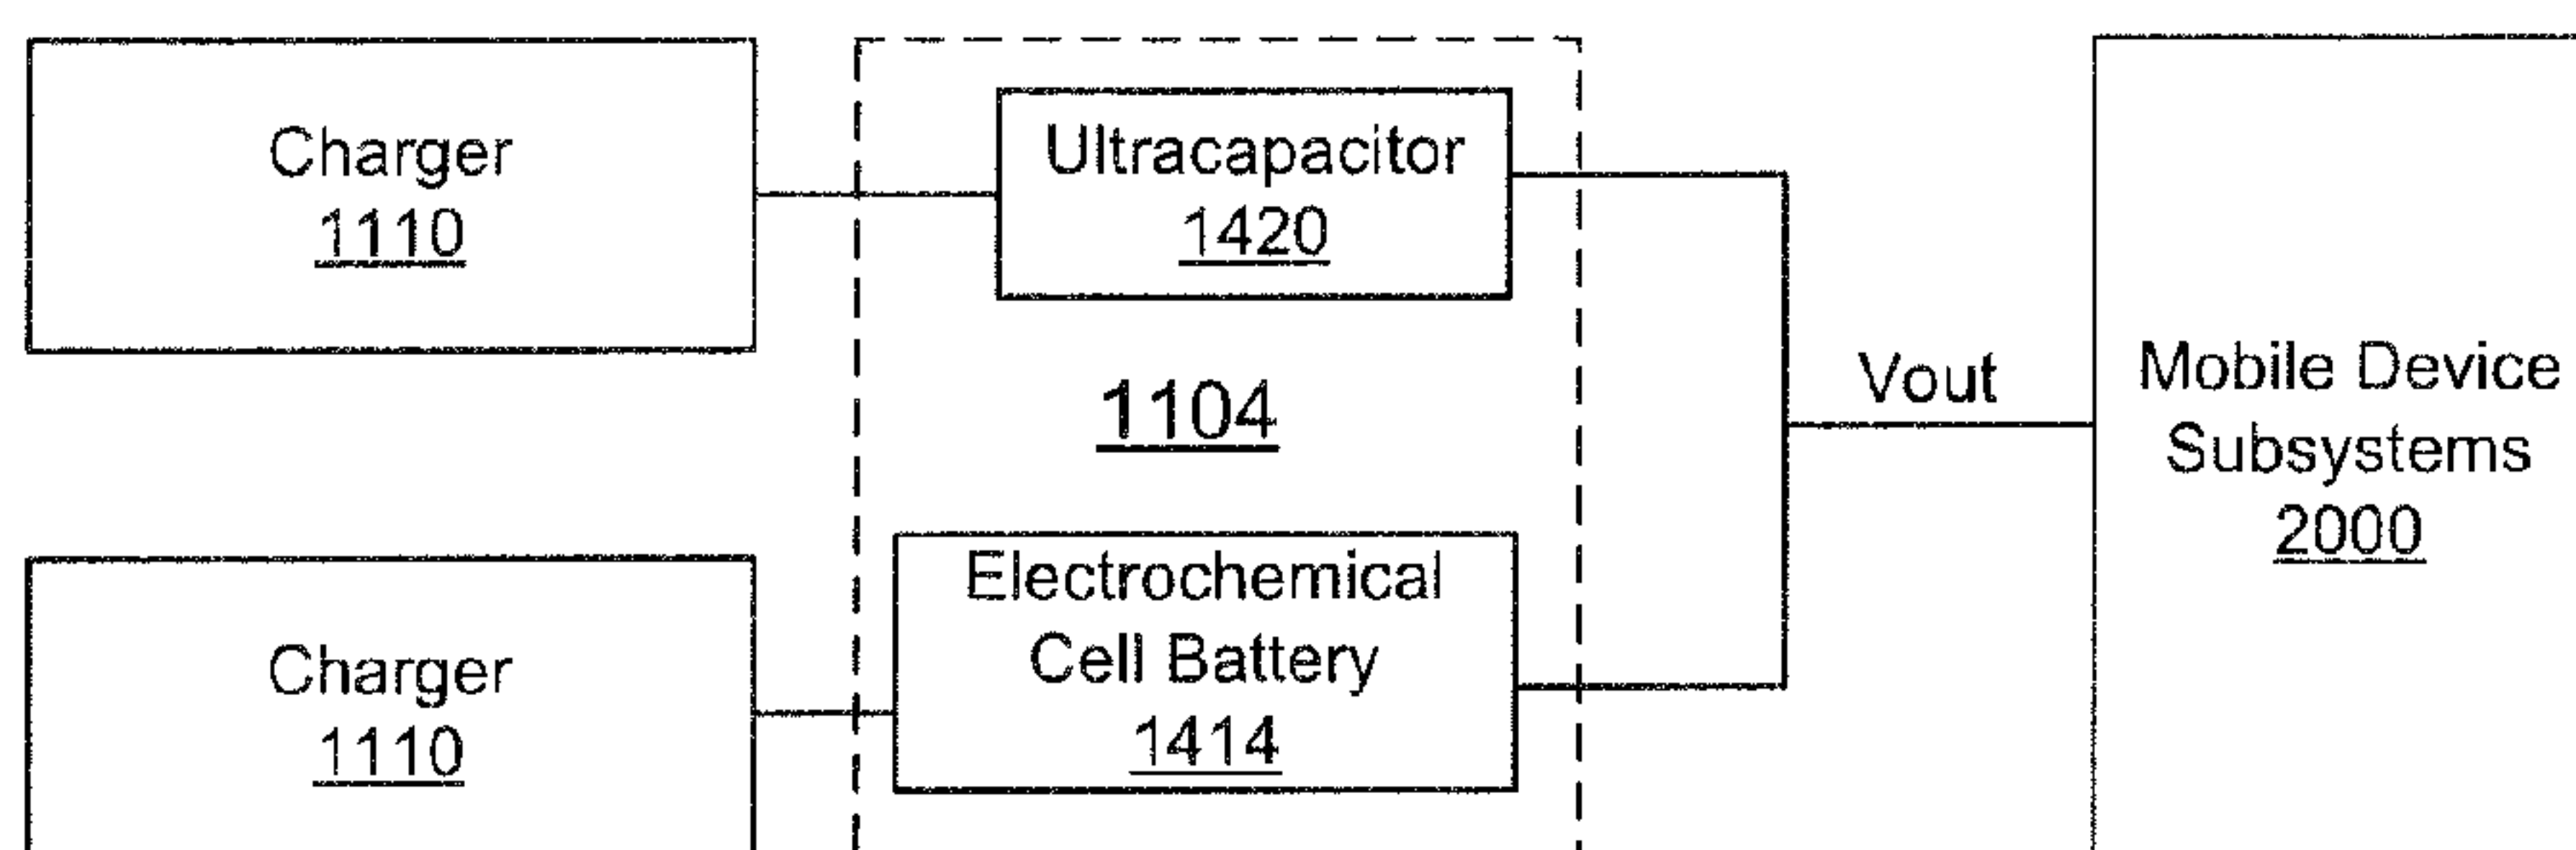 Charger
1110
Ultracapacitor
1420
1104
Vout
Mobile Device
Subsystems
2000
Charger
1110
Electrochemical
Cell Battery
1414